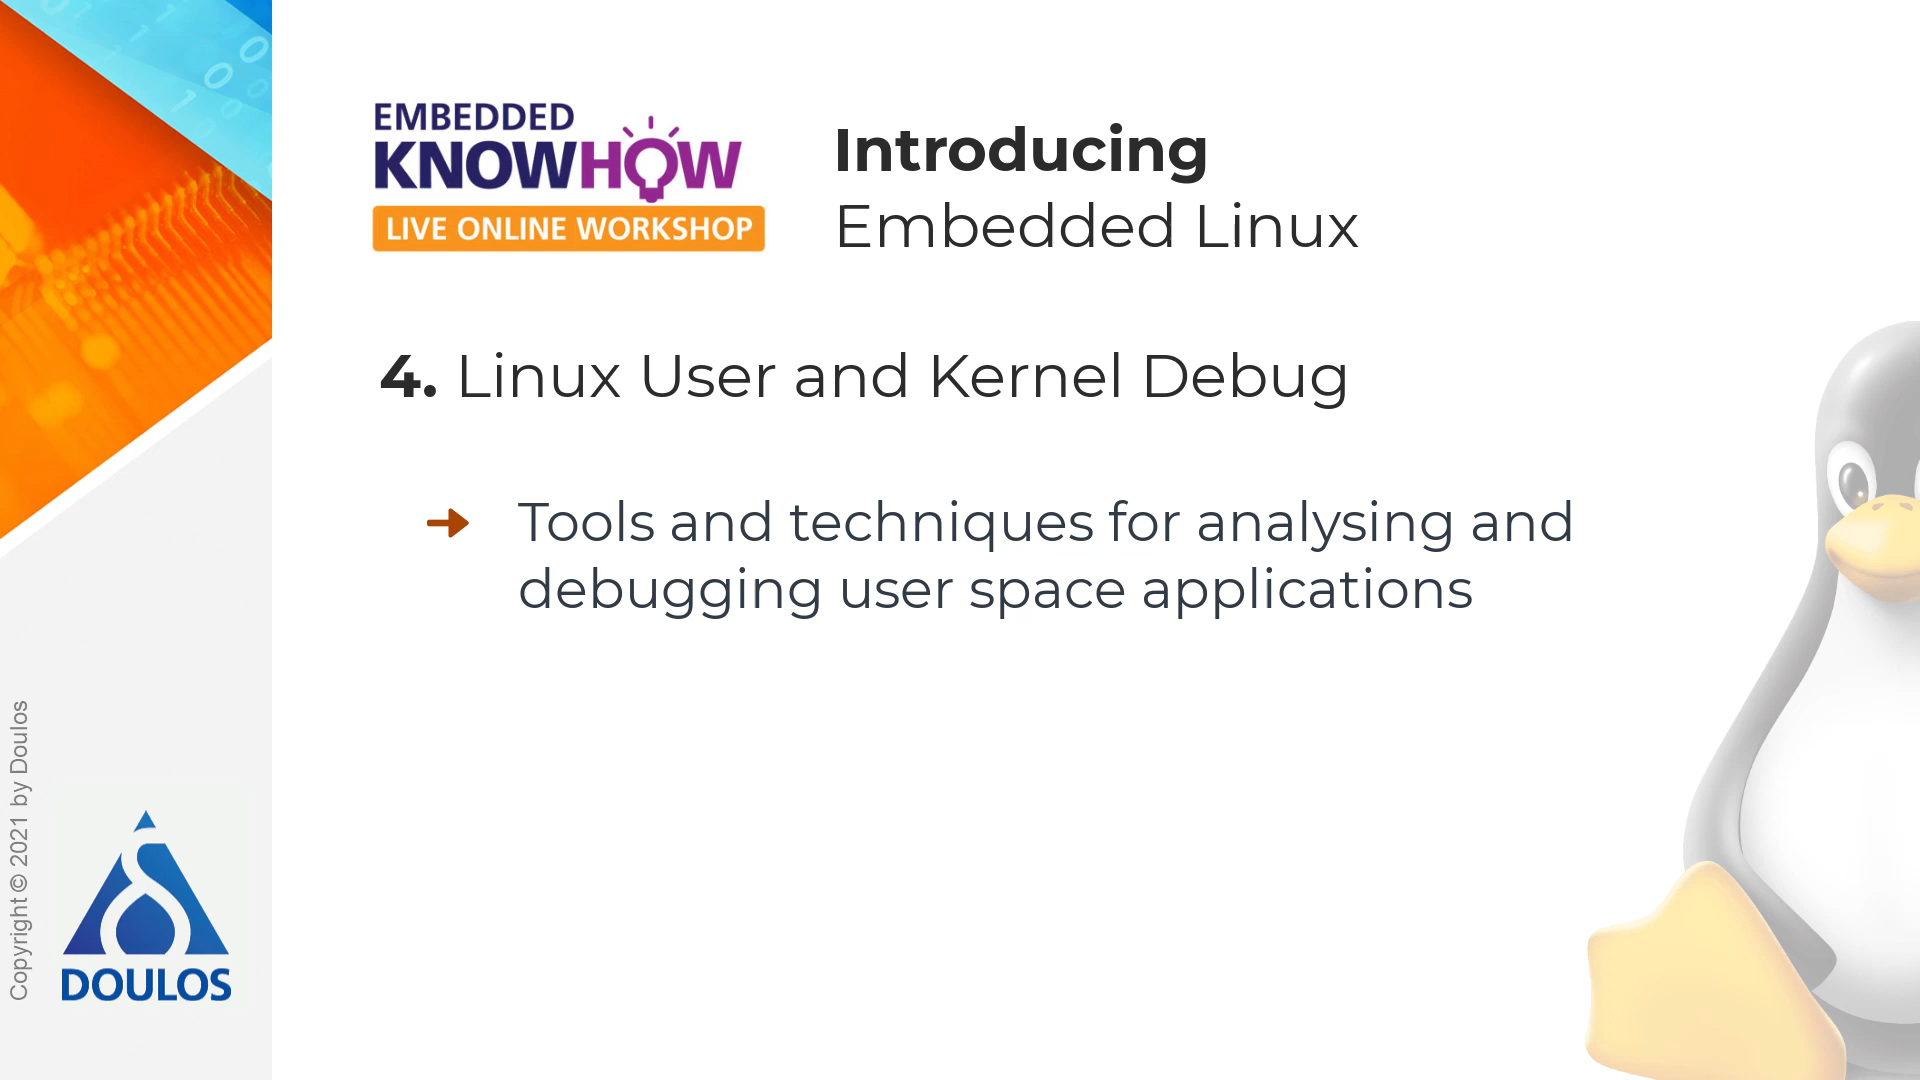 EMBEDDED
KNOWHOW
LIVE ONLINE WORKSHOP
Introducing
Embedded Linux
4. Linux User and Kernel Debug
Tools and techniques for analysing and
debugging user space applications
Copyright © 2021 by Doulos
DOULOS